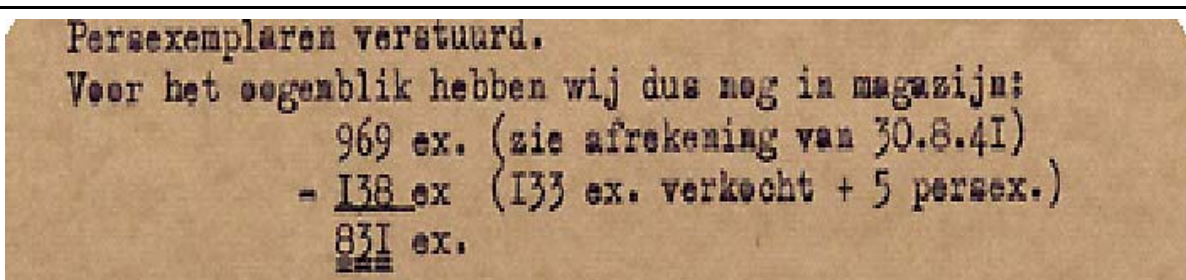 Persexemplaren verstuurd.
Voor het oogenblik hebben wij dus nog in magazijn:
969 ex. (zie afrekening van 30.8.4I)
- I38 ex (I33 ex. verkocht + 5 persex.)
83I ex.